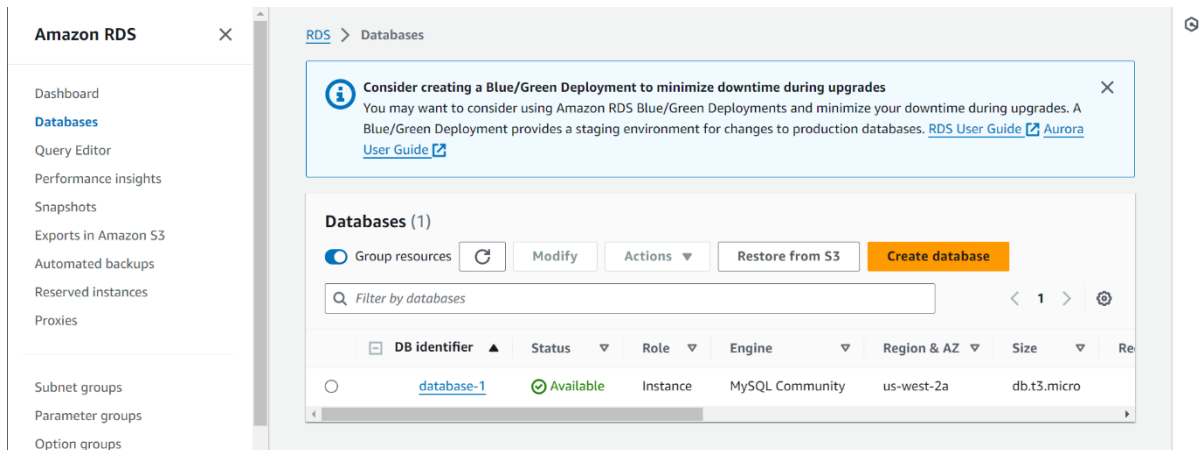 Amazon RDS
Dashboard
Databases
Query Editor
Performance insights
Snapshots
Exports in Amazon S3
Automated backups
Reserved instances
Proxies
Subnet groups
Parameter groups
Option groups
RDS > Databases
Consider creating a Blue/Green Deployment to minimize downtime during upgrades
You may want to consider using Amazon RDS Blue/Green Deployments and minimize your downtime during upgrades. A
Blue/Green Deployment provides a staging environment for changes to production databases. RDS User Guide Aurora
User Guide
Databases (1)
Group resources Modify Actions Restore from S3 Create database
Filter by databases < 1 >
DB identifier Status Role Engine Region & AZ Size Re
database-1 Available Instance MySQL Community us-west-2a db.t3.micro